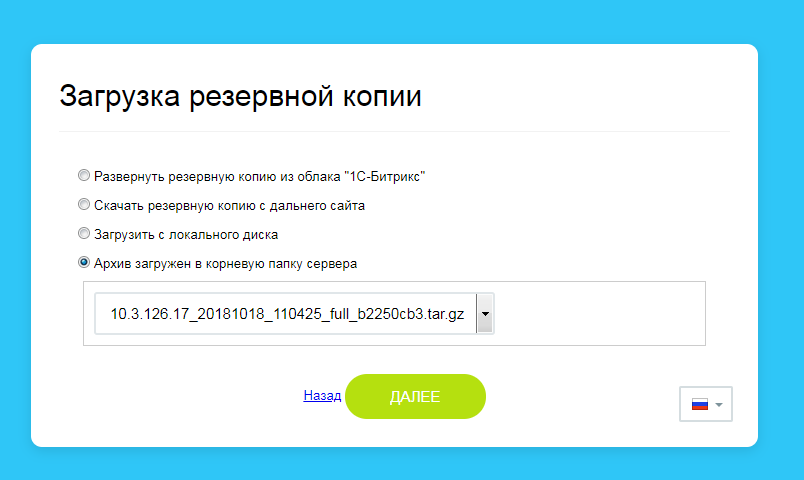 Загрузка резервной копии
Развернуть резервную копию из облака "1С-Битрикс"
Скачать резервную копию с дальнего сайта
Загрузить с локального диска
Архив загружен в корневую папку сервера
10.3.126.17_20181018_110425_full_b2250cb3.tar.gz
Назад ДАЛЕЕ